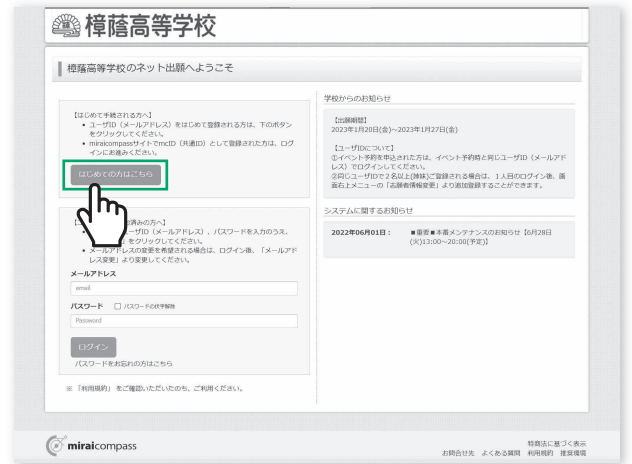 樟蔭高等学校
樟蔭高等学校のネット出願へようこそ
【はじめて手続される方へ】
• ユーザID（メールアドレス）をはじめて登録される方は、下のボタン
をクリックしてください。
• miraicompassサイトでmcID（共通ID）として登録された方は、ログ
インにお進みください。
はじめての方はこちら
済みの方へ】
ーザID（メールアドレス）、パスワードを入力のうえ、
をクリックしてください。
• メールアドレスの変更を希望される場合は、ログイン後、「メールアド
レス変更」より変更してください。
メールアドレス
email
パスワード □ パスワードの伏字解除
Password
ログイン
パスワードをお忘れの方はこちら
※ 「利用規約」 をご確認いただいたのち、ご利用ください。
学校からのお知らせ
【出願期間】
2023年1月20日(金)～2023年1月27日(金)
【ユーザIDについて】
①イベント予約を申込された方は、イベント予約時と同じユーザID（メールアド
レス）でログインしてください。
②同じユーザIDで２名以上(姉妹)ご登録される場合は、１人目のログイン後、画
面右上メニューの「志願者情報変更」より追加登録することができます。
システムに関するお知らせ
2022年06月01日： ■重要■本番メンテナンスのお知らせ【6月28日
(火)13:00～20:00(予定)】
miraicompass
特商法に基づく表示
お問合せ先 よくある質問 利用規約 推奨環境